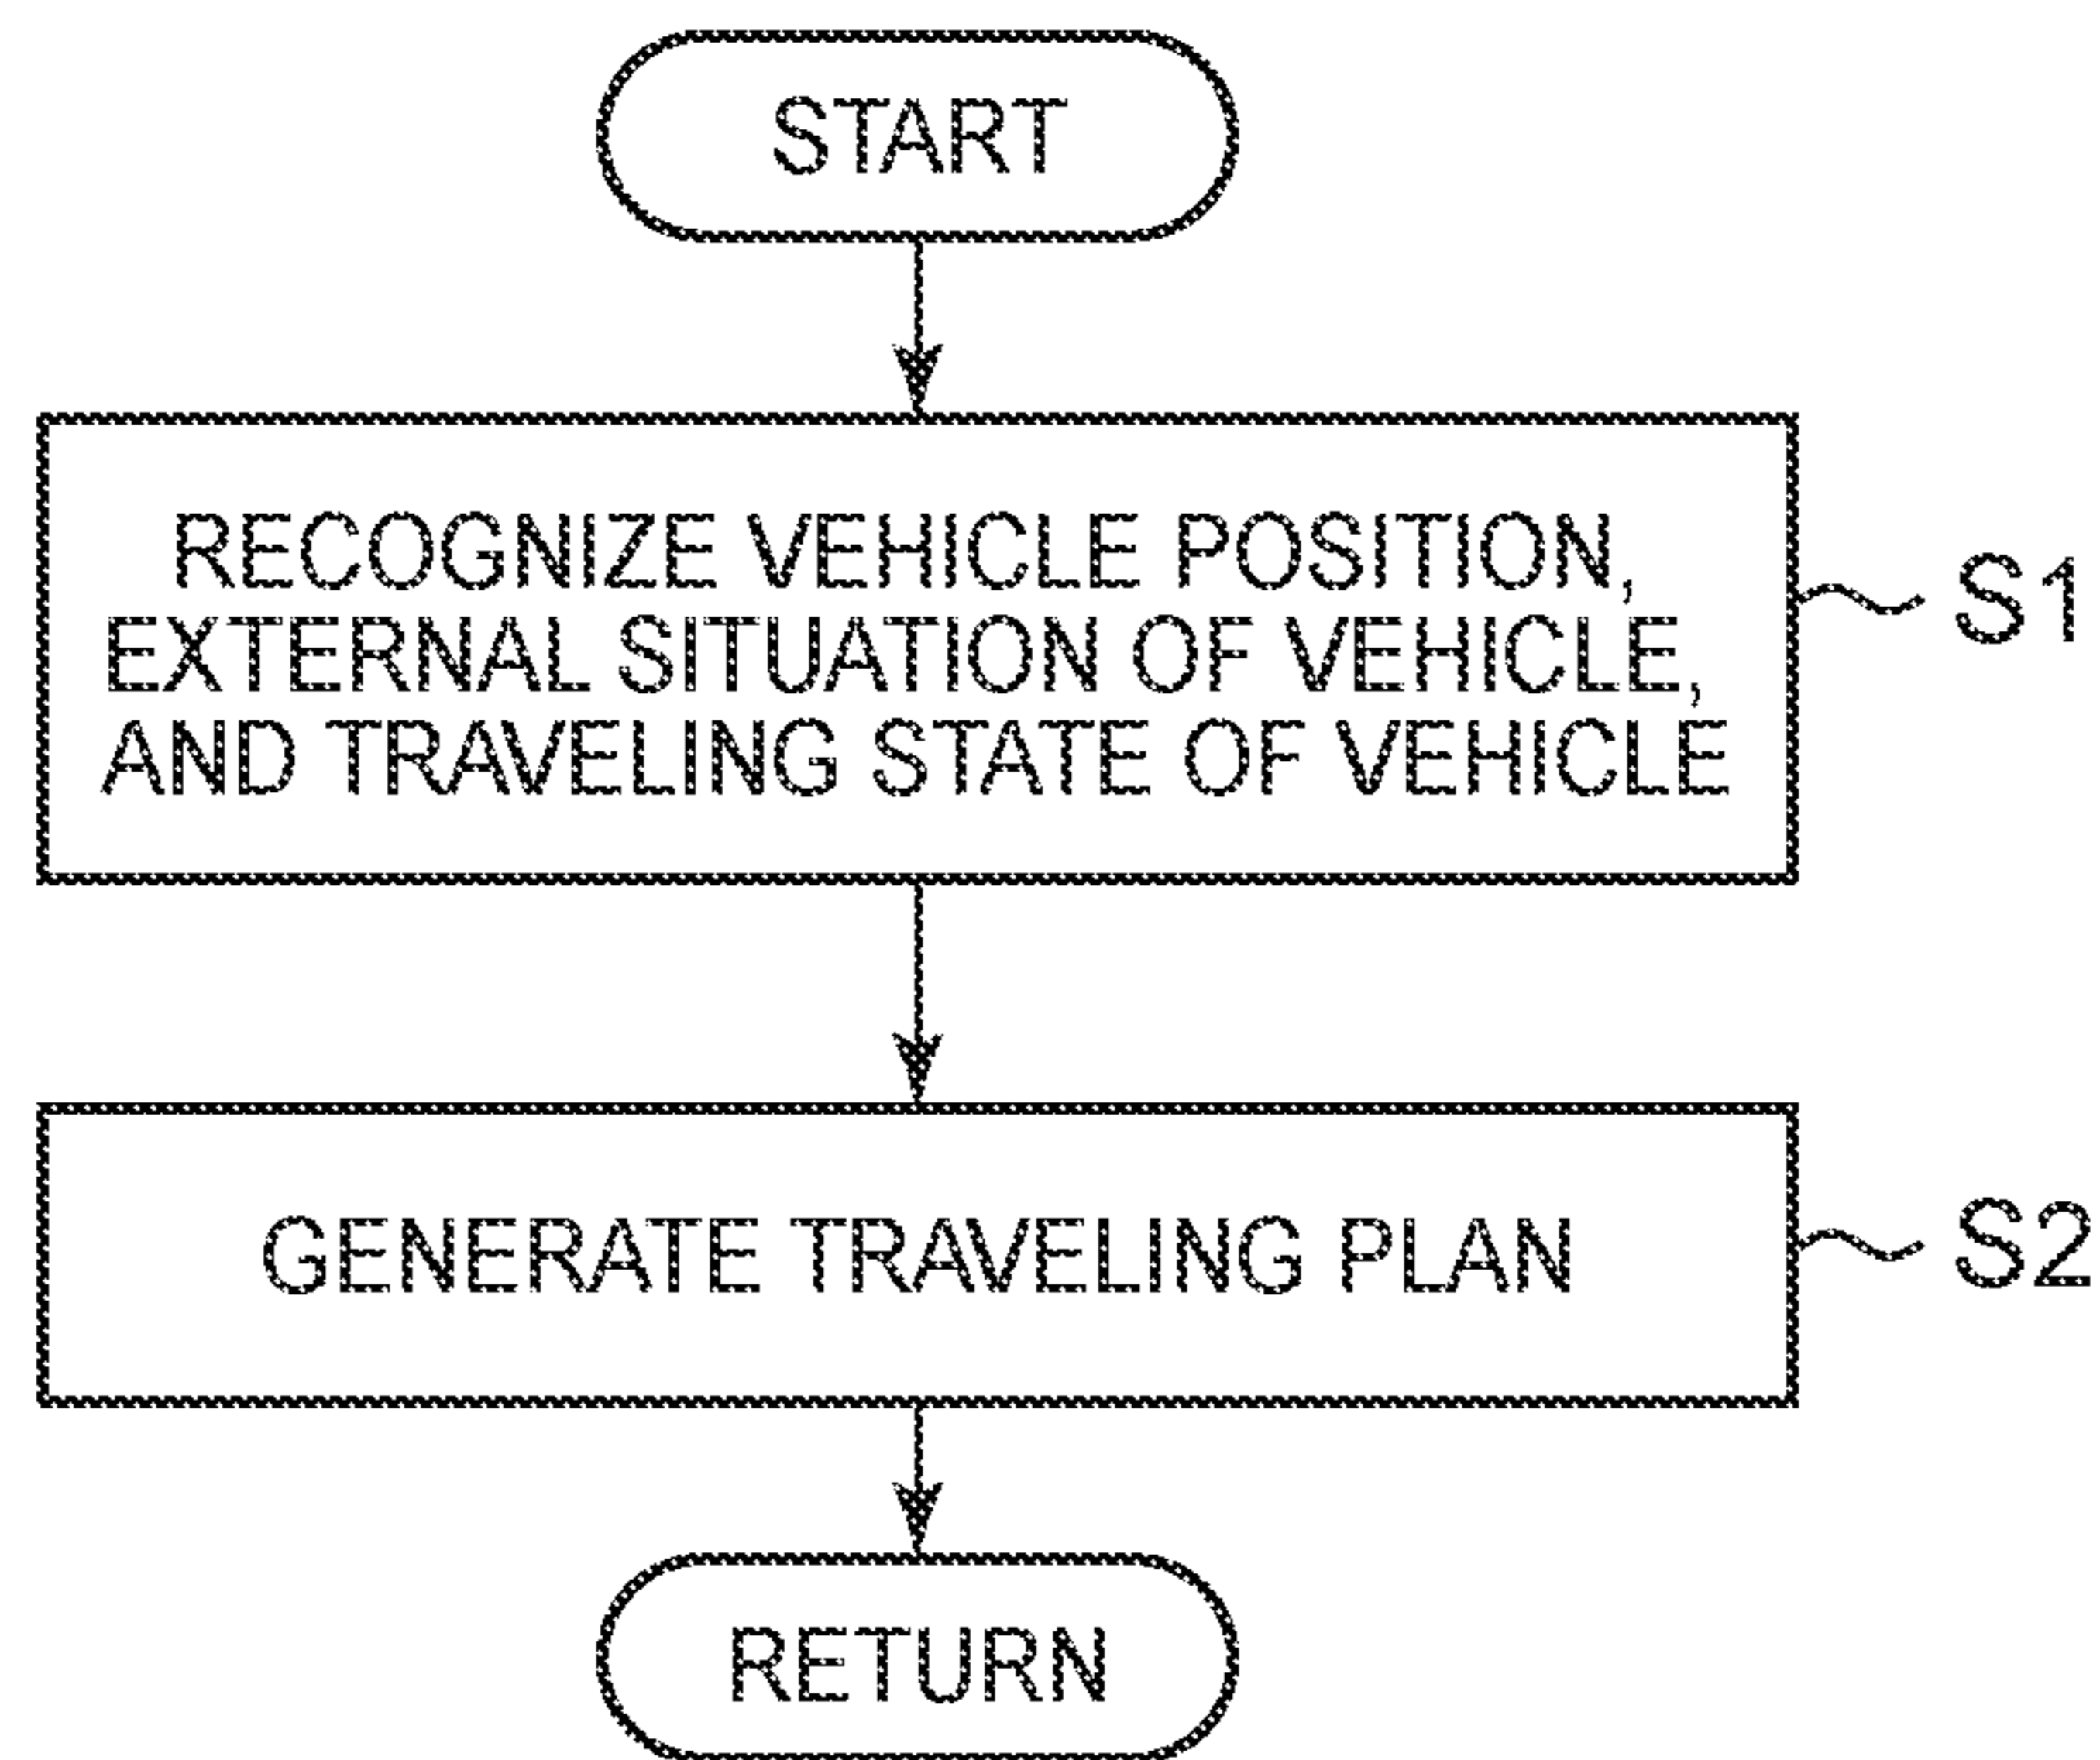 START
RECOGNIZE VEHICLE POSITION,
EXTERNAL SITUATION OF VEHICLE,
AND TRAVELING STATE OF VEHICLE
S1
GENERATE TRAVELING PLAN
S2
RETURN